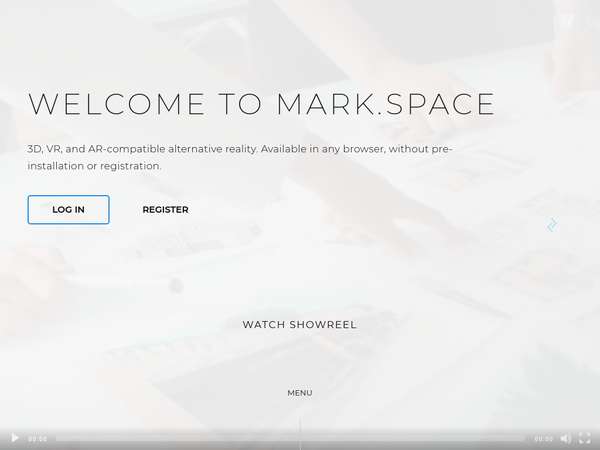 WELCOME TO MARK.SPACE
3D, VR, and AR-compatible alternative reality. Available in any browser, without pre-
installation or registration.
LOG IN
REGISTER
WATCH SHOWREEL
MENU
00:00
00:00